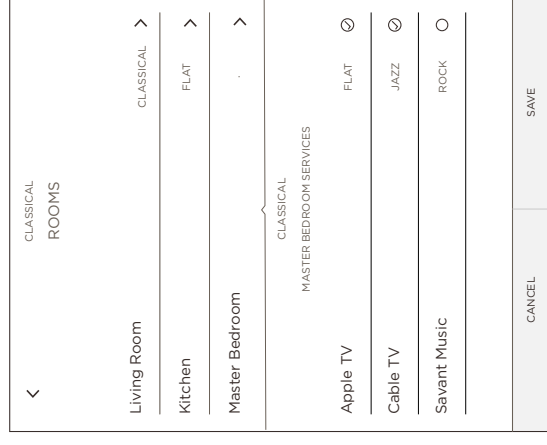 CLASSICAL
ROOMS
Living Room CLASSICAL
Kitchen FLAT
Master Bedroom .
CLASSICAL
MASTER BEDROOM SERVICES
Apple TV FLAT
Cable TV JAZZ
Savant Music ROCK
CANCEL SAVE